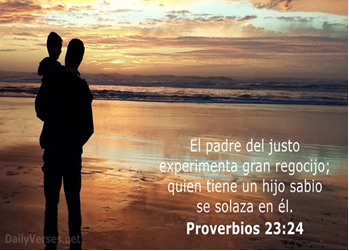 El padre del justo
experimenta gran regocijo;
quien tiene un hijo sabio
se solaza en él.
Proverbios 23:24
DailyVerses.net